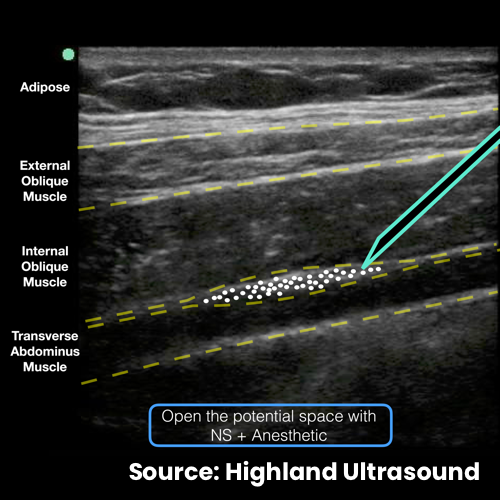 Adipose
External
Oblique
Muscle
Internal
Oblique
Muscle
Transverse
Abdominus
Muscle
Open the potential space with
NS + Anesthetic
Source: Highland Ultrasound